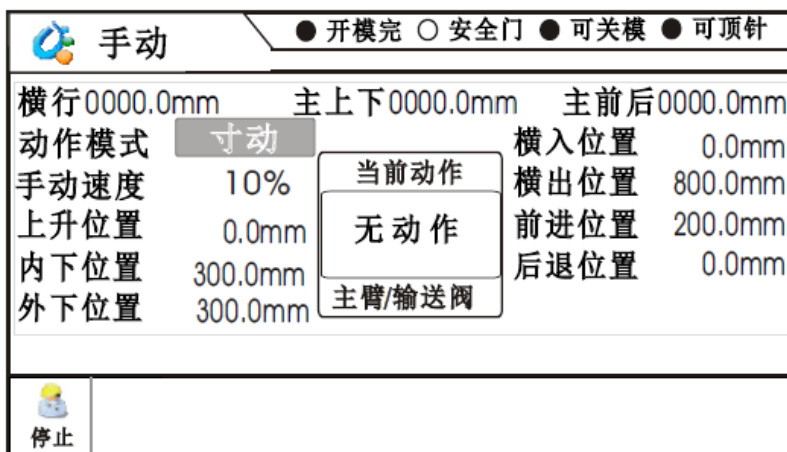 手动 ● 开模完 ○ 安全门 ● 可关模 ● 可顶针
横行0000.0mm 主上下0000.0mm 主前后0000.0mm
动作模式 寸动 横入位置 0.0mm
手动速度 10% 当前动作 横出位置 800.0mm
上升位置 0.0mm 无动作 前进位置 200.0mm
内下位置 300.0mm 后退位置 0.0mm
外下位置 300.0mm 主臂/输送阀
停止